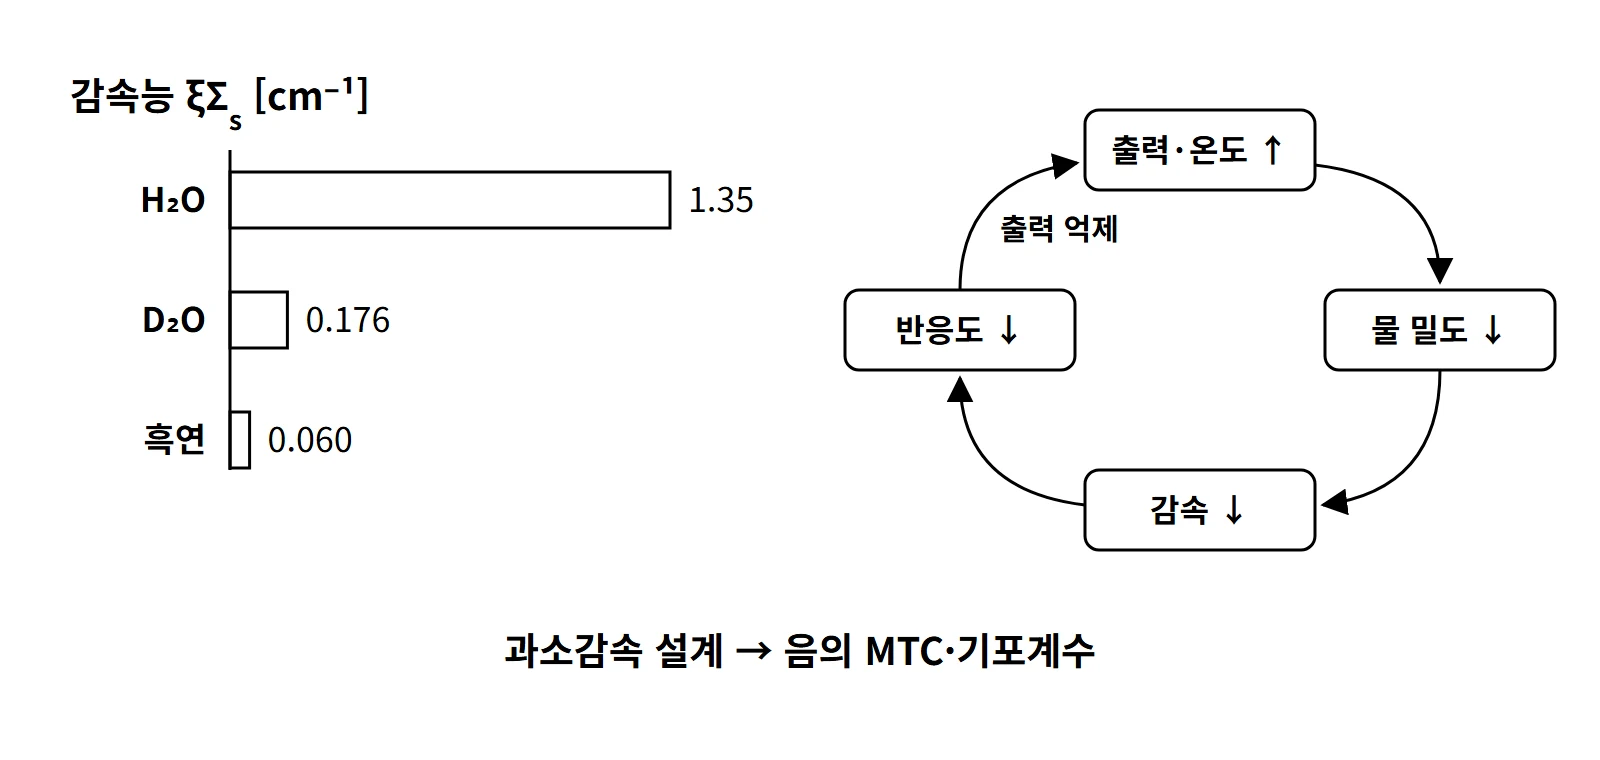 감속능 ξΣs [cm⁻¹]
H₂O 1.35
D₂O 0.176
흑연 0.060
출력·온도 ↑
출력 억제
반응도 ↓
물 밀도 ↓
감속 ↓
과소감속 설계 → 음의 MTC·기포계수